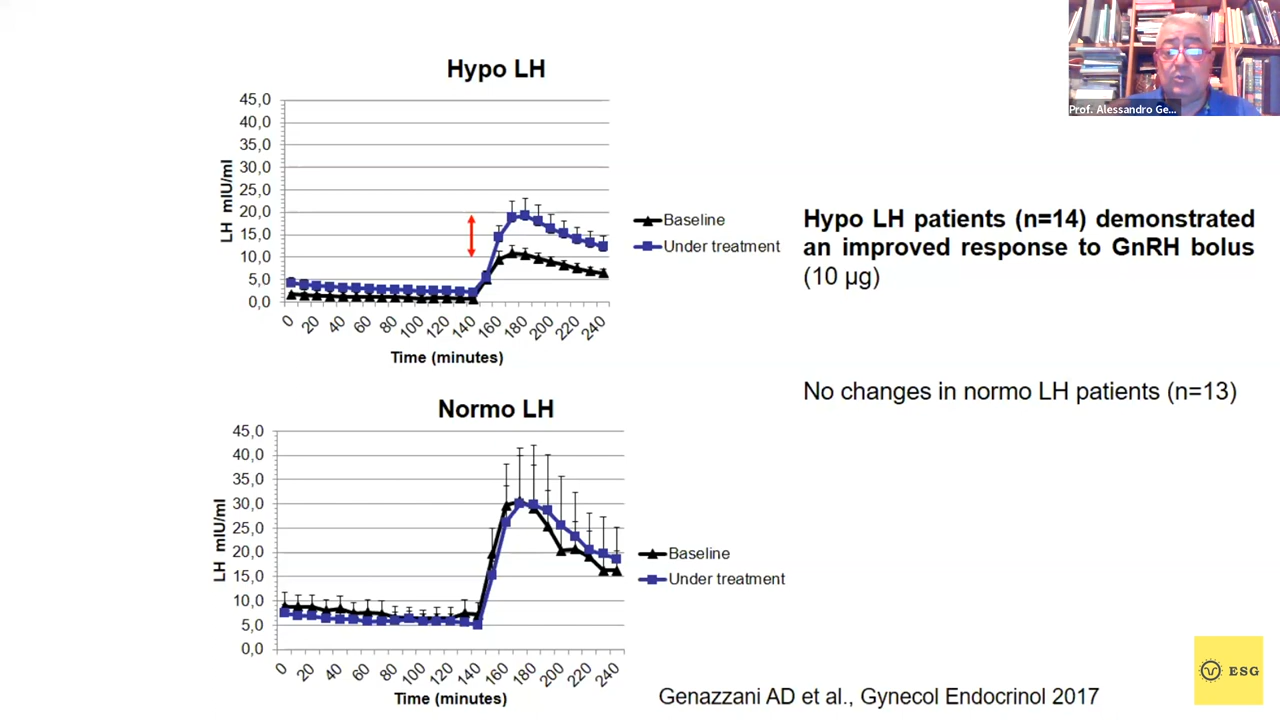 Prof. Alessandro Ge...
Hypo LH
45,0
40,0
35,0
30,0
25,0
20,0
15,0
10,0
5,0
0,0
LH mIU/ml
0
20
40
60
80
100
120
140
160
180
200
220
240
Time (minutes)
Baseline
Under treatment
Hypo LH patients (n=14) demonstrated
an improved response to GnRH bolus
(10 µg)
Normo LH
45,0
40,0
35,0
30,0
25,0
20,0
15,0
10,0
5,0
0,0
LH mIU/ml
0
20
40
60
80
100
120
140
160
180
200
220
240
Time (minutes)
Baseline
Under treatment
No changes in normo LH patients (n=13)
Genazzani AD et al., Gynecol Endocrinol 2017
ESG